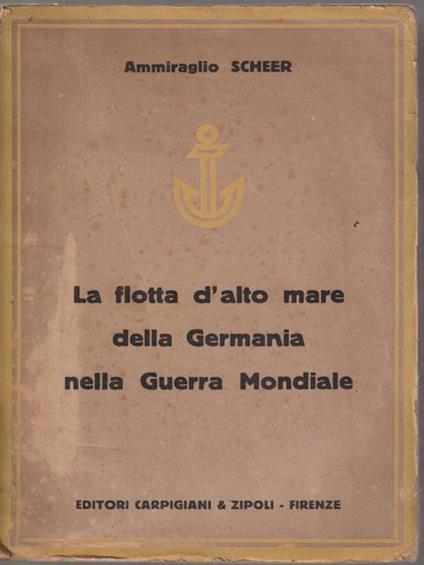 Ammiraglio SCHEER
La flotta d'alto mare
della Germania
nella Guerra Mondiale
EDITORI CARPIGIANI & ZIPOLI - FIRENZE